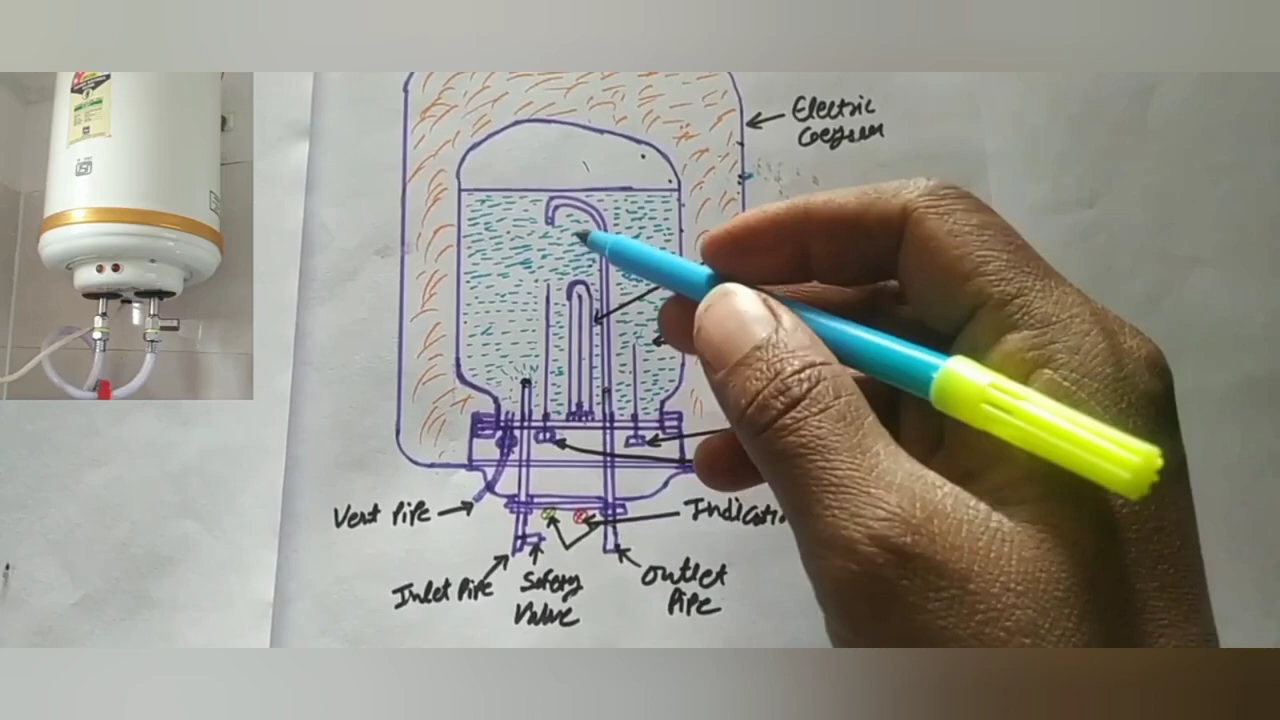 Electric
Geyser
Vent Pipe
Indicati
Inlet Pipe
Safety
Valve
Outlet
Pipe